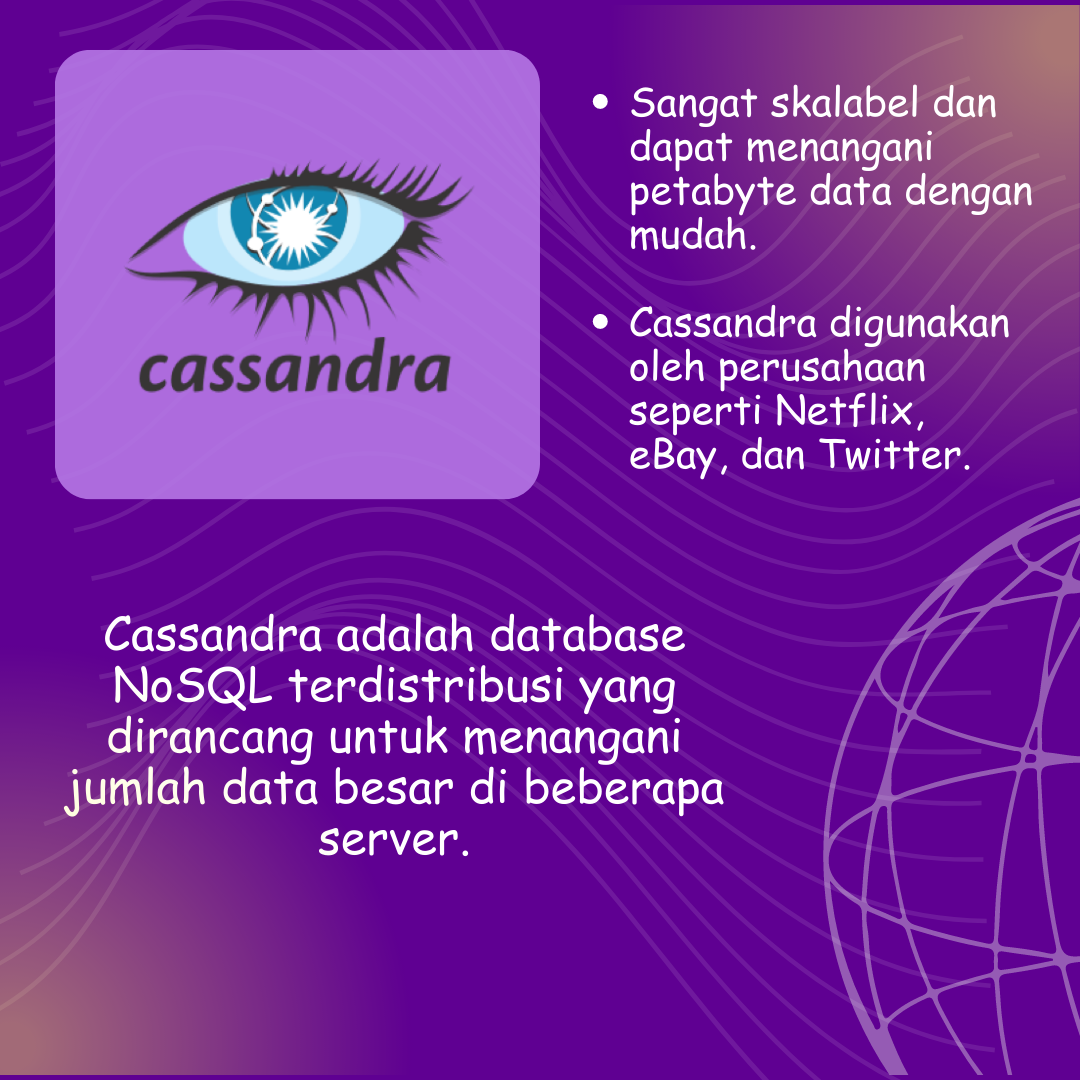 cassandra
• Sangat skalabel dan
dapat menangani
petabyte data dengan
mudah.
• Cassandra digunakan
oleh perusahaan
seperti Netflix,
eBay, dan Twitter.
Cassandra adalah database
NoSQL terdistribusi yang
dirancang untuk menangani
jumlah data besar di beberapa
server.